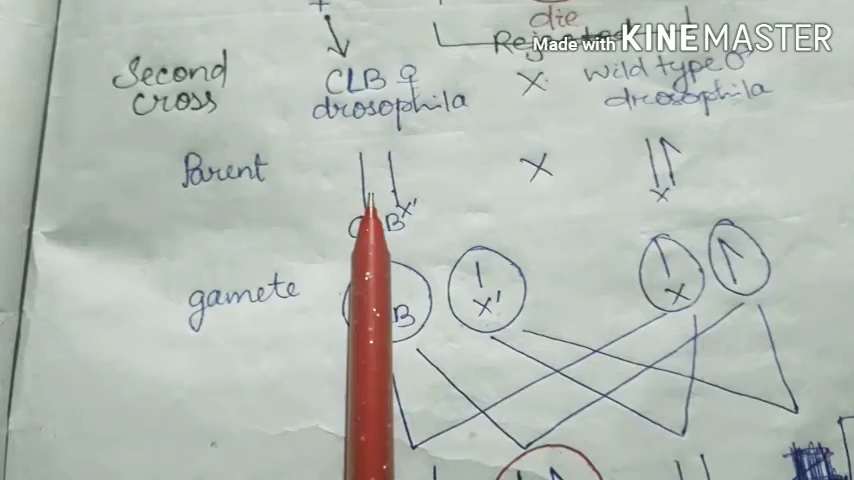 die
Rejected
Made with KINEMASTER
Second CLB ♀ X Wild type ♂
cross drosophila drosophila
Parent X
B X' X
gamete
B X' X